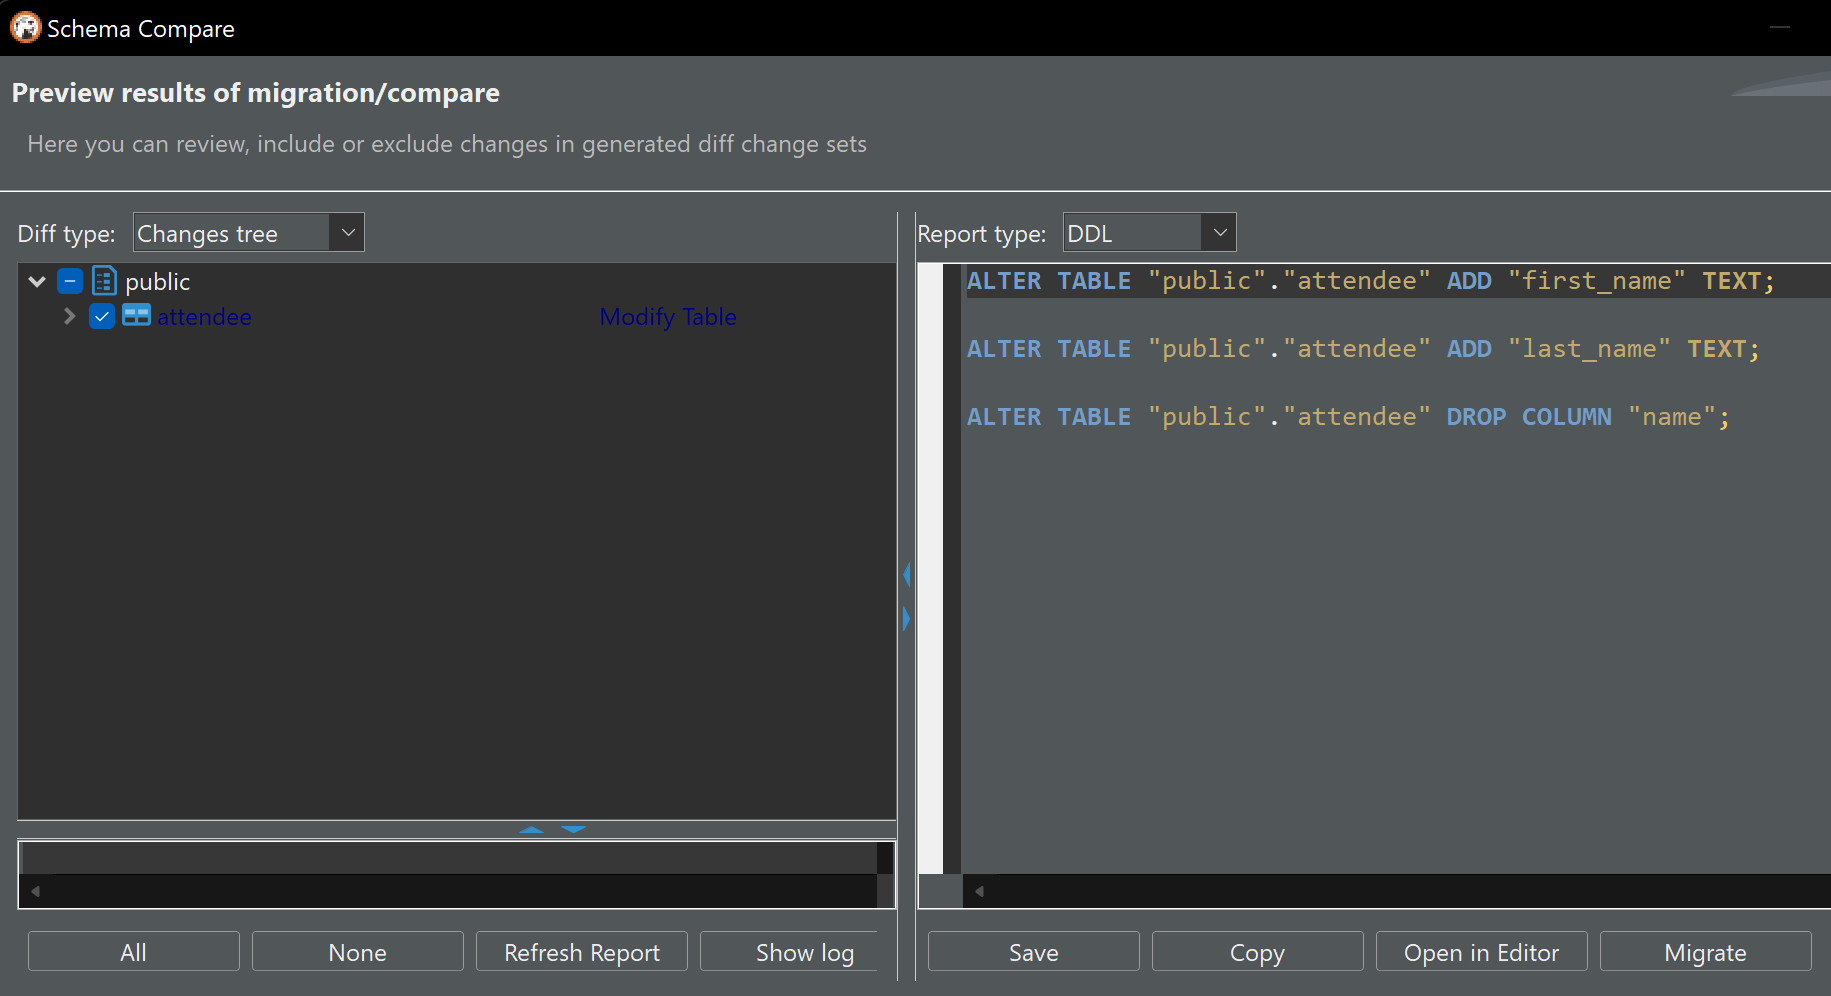 Schema Compare
Preview results of migration/compare
Here you can review, include or exclude changes in generated diff change sets
Diff type: Changes tree
public
attendee Modify Table
All None Refresh Report Show log
Report type: DDL
ALTER TABLE "public"."attendee" ADD "first_name" TEXT;
ALTER TABLE "public"."attendee" ADD "last_name" TEXT;
ALTER TABLE "public"."attendee" DROP COLUMN "name";
Save Copy Open in Editor Migrate